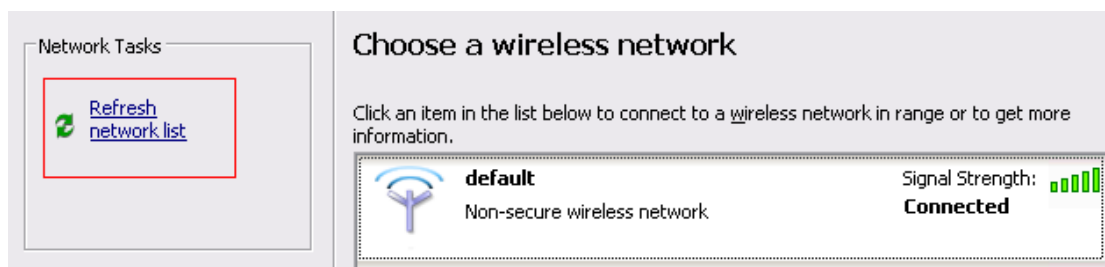 Network Tasks
Refresh
network list
Choose a wireless network
Click an item in the list below to connect to a wireless network in range or to get more
information.
default
Signal Strength:
Non-secure wireless network
Connected